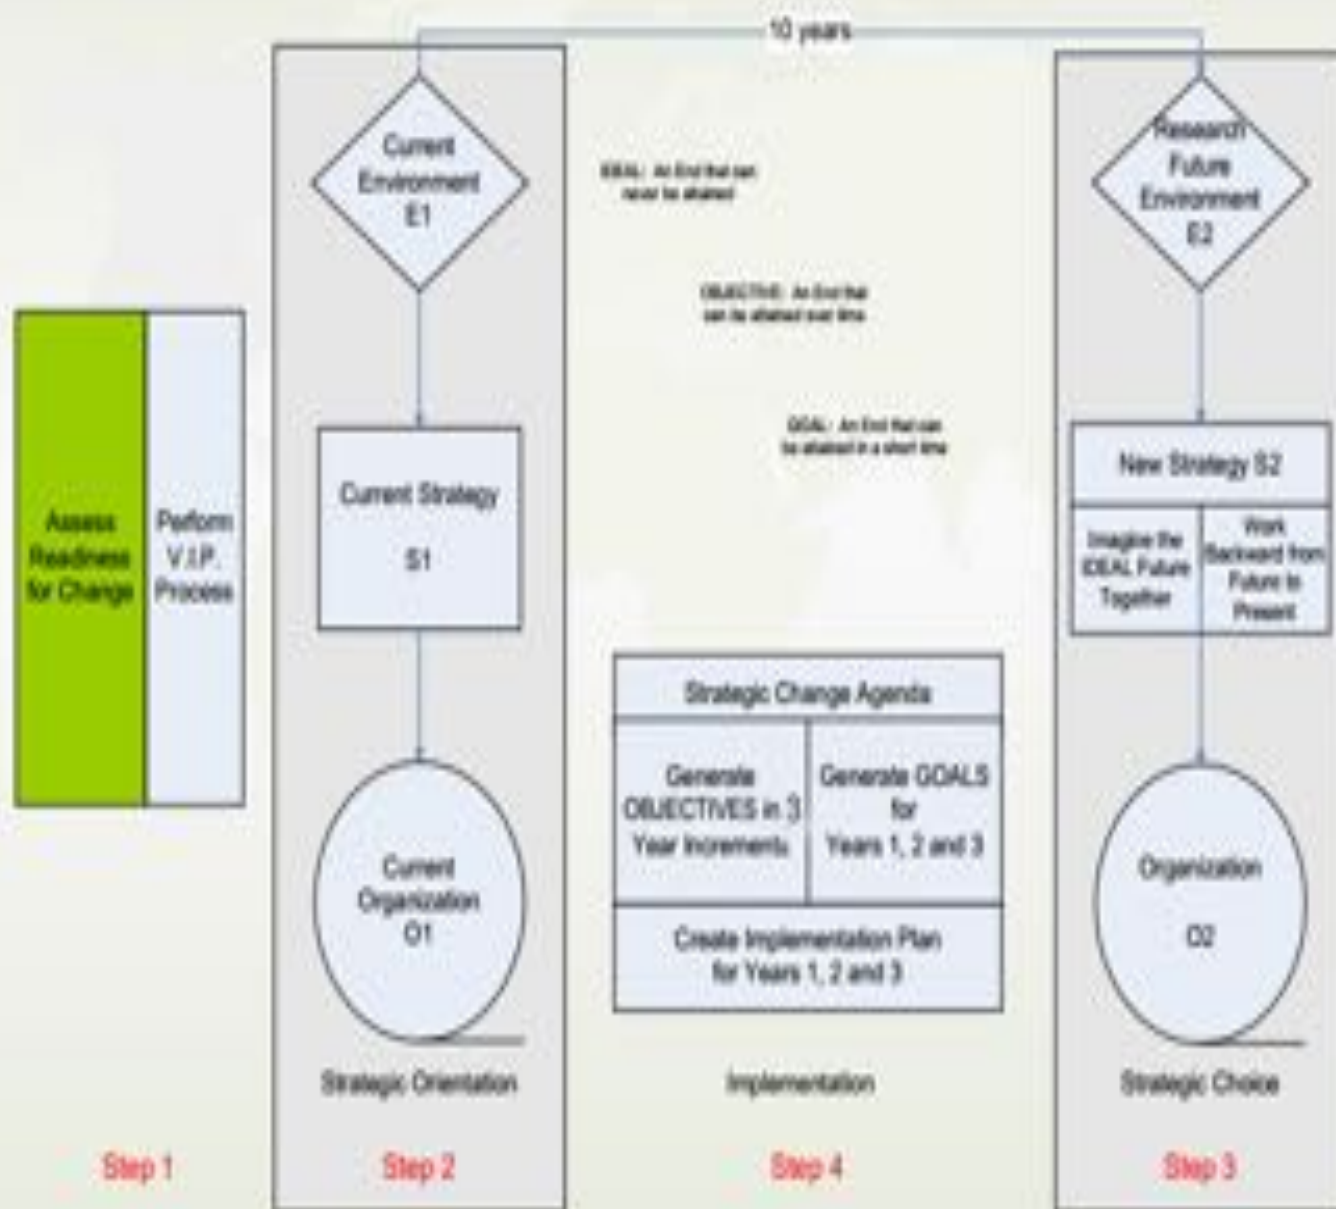 10 years
Current
Environment
E1
IDEAL: An End that can
never be attained
Research
Future
Environment
E2
OBJECTIVE: An End that
can be attained over time
GOAL: An End that can
be attained in a short time
Assess
Readiness
for Change
Perform
V.I.P.
Process
Current Strategy
S1
New Strategy S2
Imagine the
IDEAL Future
Together
Work
Backward from
Future to
Present
Strategic Change Agenda
Generate
OBJECTIVES in 3
Year Increments
Generate GOALS
for
Years 1, 2 and 3
Create Implementation Plan
for Years 1, 2 and 3
Current
Organization
O1
Organization
O2
Strategic Orientation
Implementation
Strategic Choice
Step 1
Step 2
Step 4
Step 3